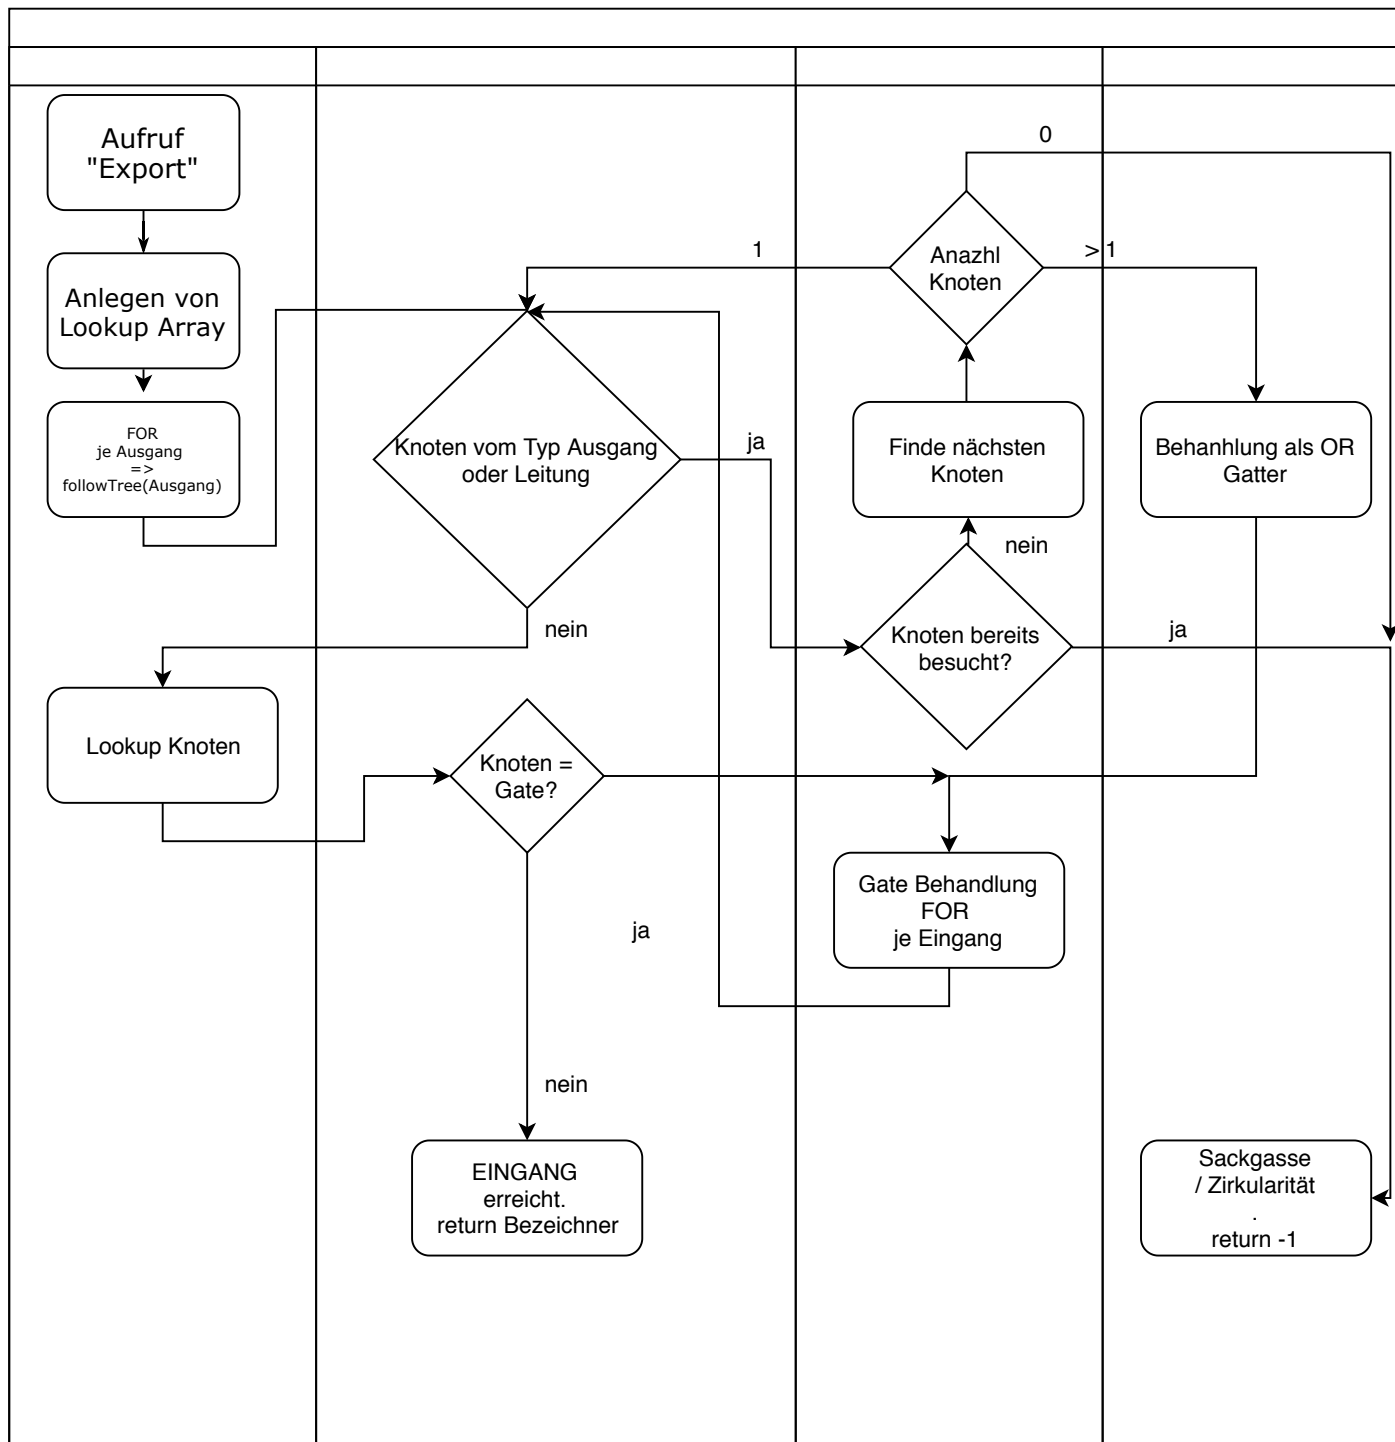 Aufruf
"Export"
Anlegen von
Lookup Array
FOR
je Ausgang
=>
followTree(Ausgang)
0
1
Anazhl
Knoten
> 1
Knoten vom Typ Ausgang
oder Leitung
ja
Finde nächsten
Knoten
Behanhlung als OR
Gatter
nein
nein
Knoten bereits
besucht?
ja
Lookup Knoten
Knoten =
Gate?
Gate Behandlung
FOR
je Eingang
ja
nein
EINGANG
erreicht.
return Bezeichner
Sackgasse
/ Zirkularität
.
return -1